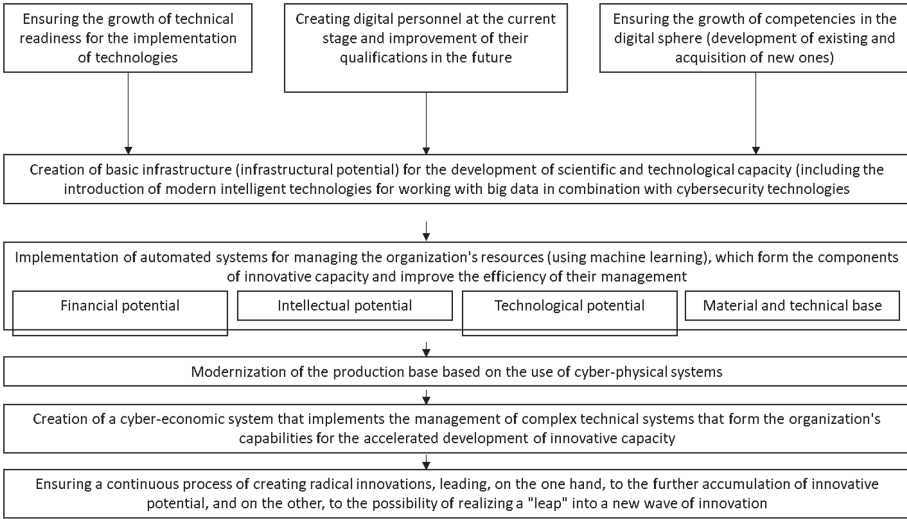 Ensuring the growth of technical
readiness for the implementation
of technologies
Creating digital personnel at the current
stage and improvement of their
qualifications in the future
Ensuring the growth of competencies in the
digital sphere (development of existing and
acquisition of new ones)
Creation of basic infrastructure (infrastructural potential) for the development of scientific and technological capacity (including the
introduction of modern intelligent technologies for working with big data in combination with cybersecurity technologies
Implementation of automated systems for managing the organization's resources (using machine learning), which form the components
of innovative capacity and improve the efficiency of their management
Financial potential
Intellectual potential
Technological potential
Material and technical base
Modernization of the production base based on the use of cyber-physical systems
Creation of a cyber-economic system that implements the management of complex technical systems that form the organization's
capabilities for the accelerated development of innovative capacity
Ensuring a continuous process of creating radical innovations, leading, on the one hand, to the further accumulation of innovative
potential, and on the other, to the possibility of realizing a "leap" into a new wave of innovation